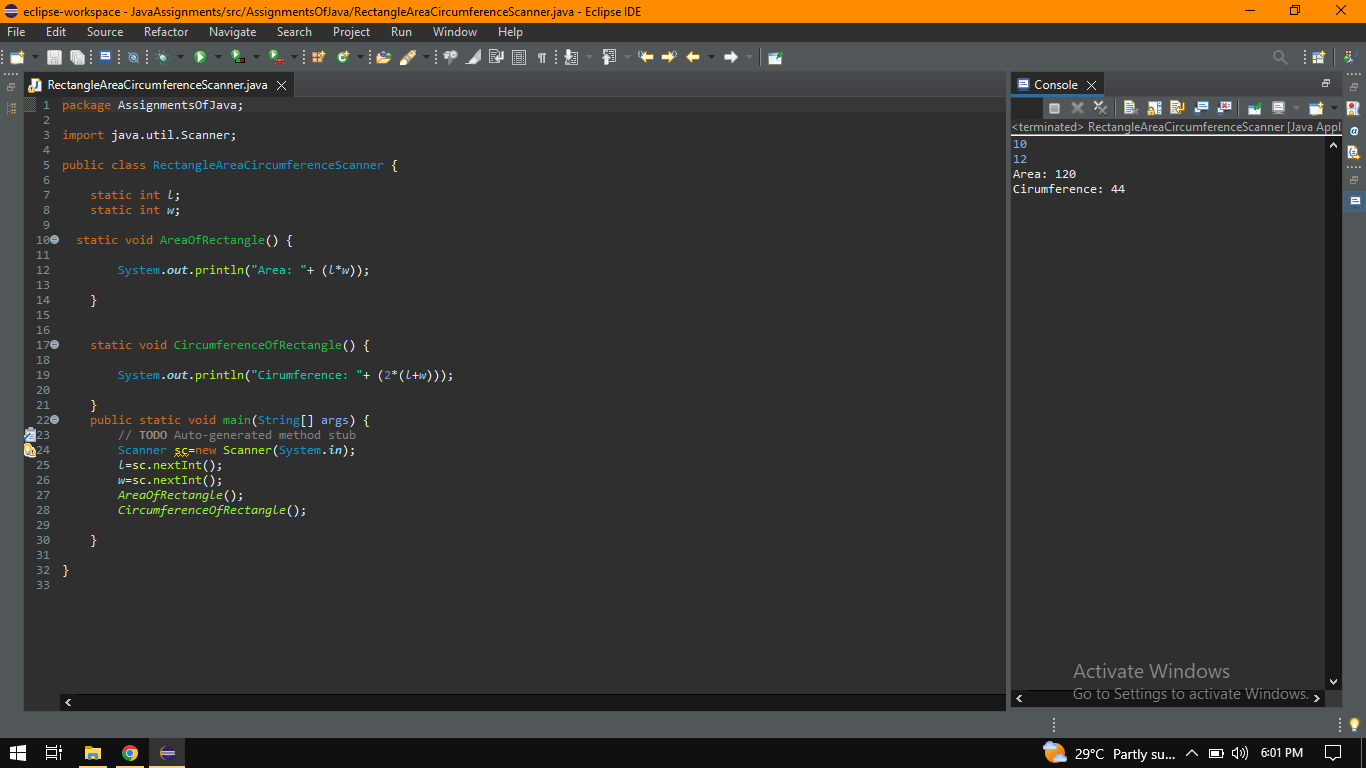 eclipse-workspace - JavaAssignments/src/AssignmentsOfJava/RectangleAreaCircumferenceScanner.java - Eclipse IDE
File Edit Source Refactor Navigate Search Project Run Window Help
RectangleAreaCircumferenceScanner.java
1 package AssignmentsOfJava;
2
3 import java.util.Scanner;
4
5 public class RectangleAreaCircumferenceScanner {
6
7 static int l;
8 static int w;
9
10 static void AreaOfRectangle() {
11
12 System.out.println("Area: "+ (l*w));
13
14 }
15
16
17 static void CircumferenceOfRectangle() {
18
19 System.out.println("Cirumference: "+ (2*(l+w)));
20
21 }
22 public static void main(String[] args) {
23 // TODO Auto-generated method stub
24 Scanner sc=new Scanner(System.in);
25 l=sc.nextInt();
26 w=sc.nextInt();
27 AreaOfRectangle();
28 CircumferenceOfRectangle();
29
30 }
31
32 }
33
Console
<terminated> RectangleAreaCircumferenceScanner [Java Appl
10
12
Area: 120
Cirumference: 44
Activate Windows
Go to Settings to activate Windows.
29°C Partly su... 6:01 PM